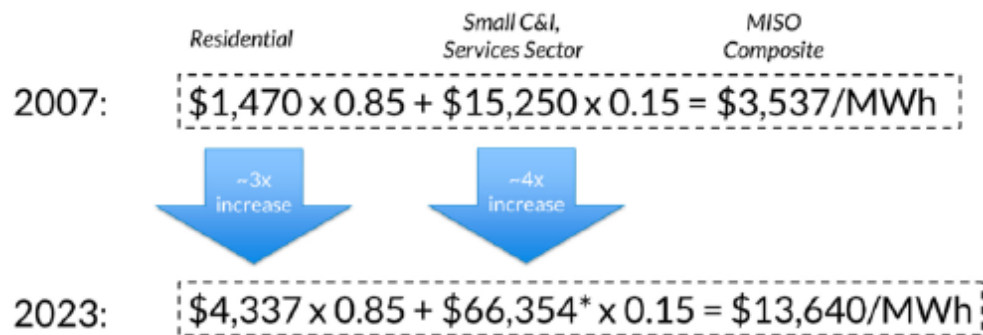 Residential
Small C&I,
Services Sector
MISO
Composite
2007: $1,470 x 0.85 + $15,250 x 0.15 = $3,537/MWh
~3x
increase
~4x
increase
2023: $4,337 x 0.85 + $66,354* x 0.15 = $13,640/MWh